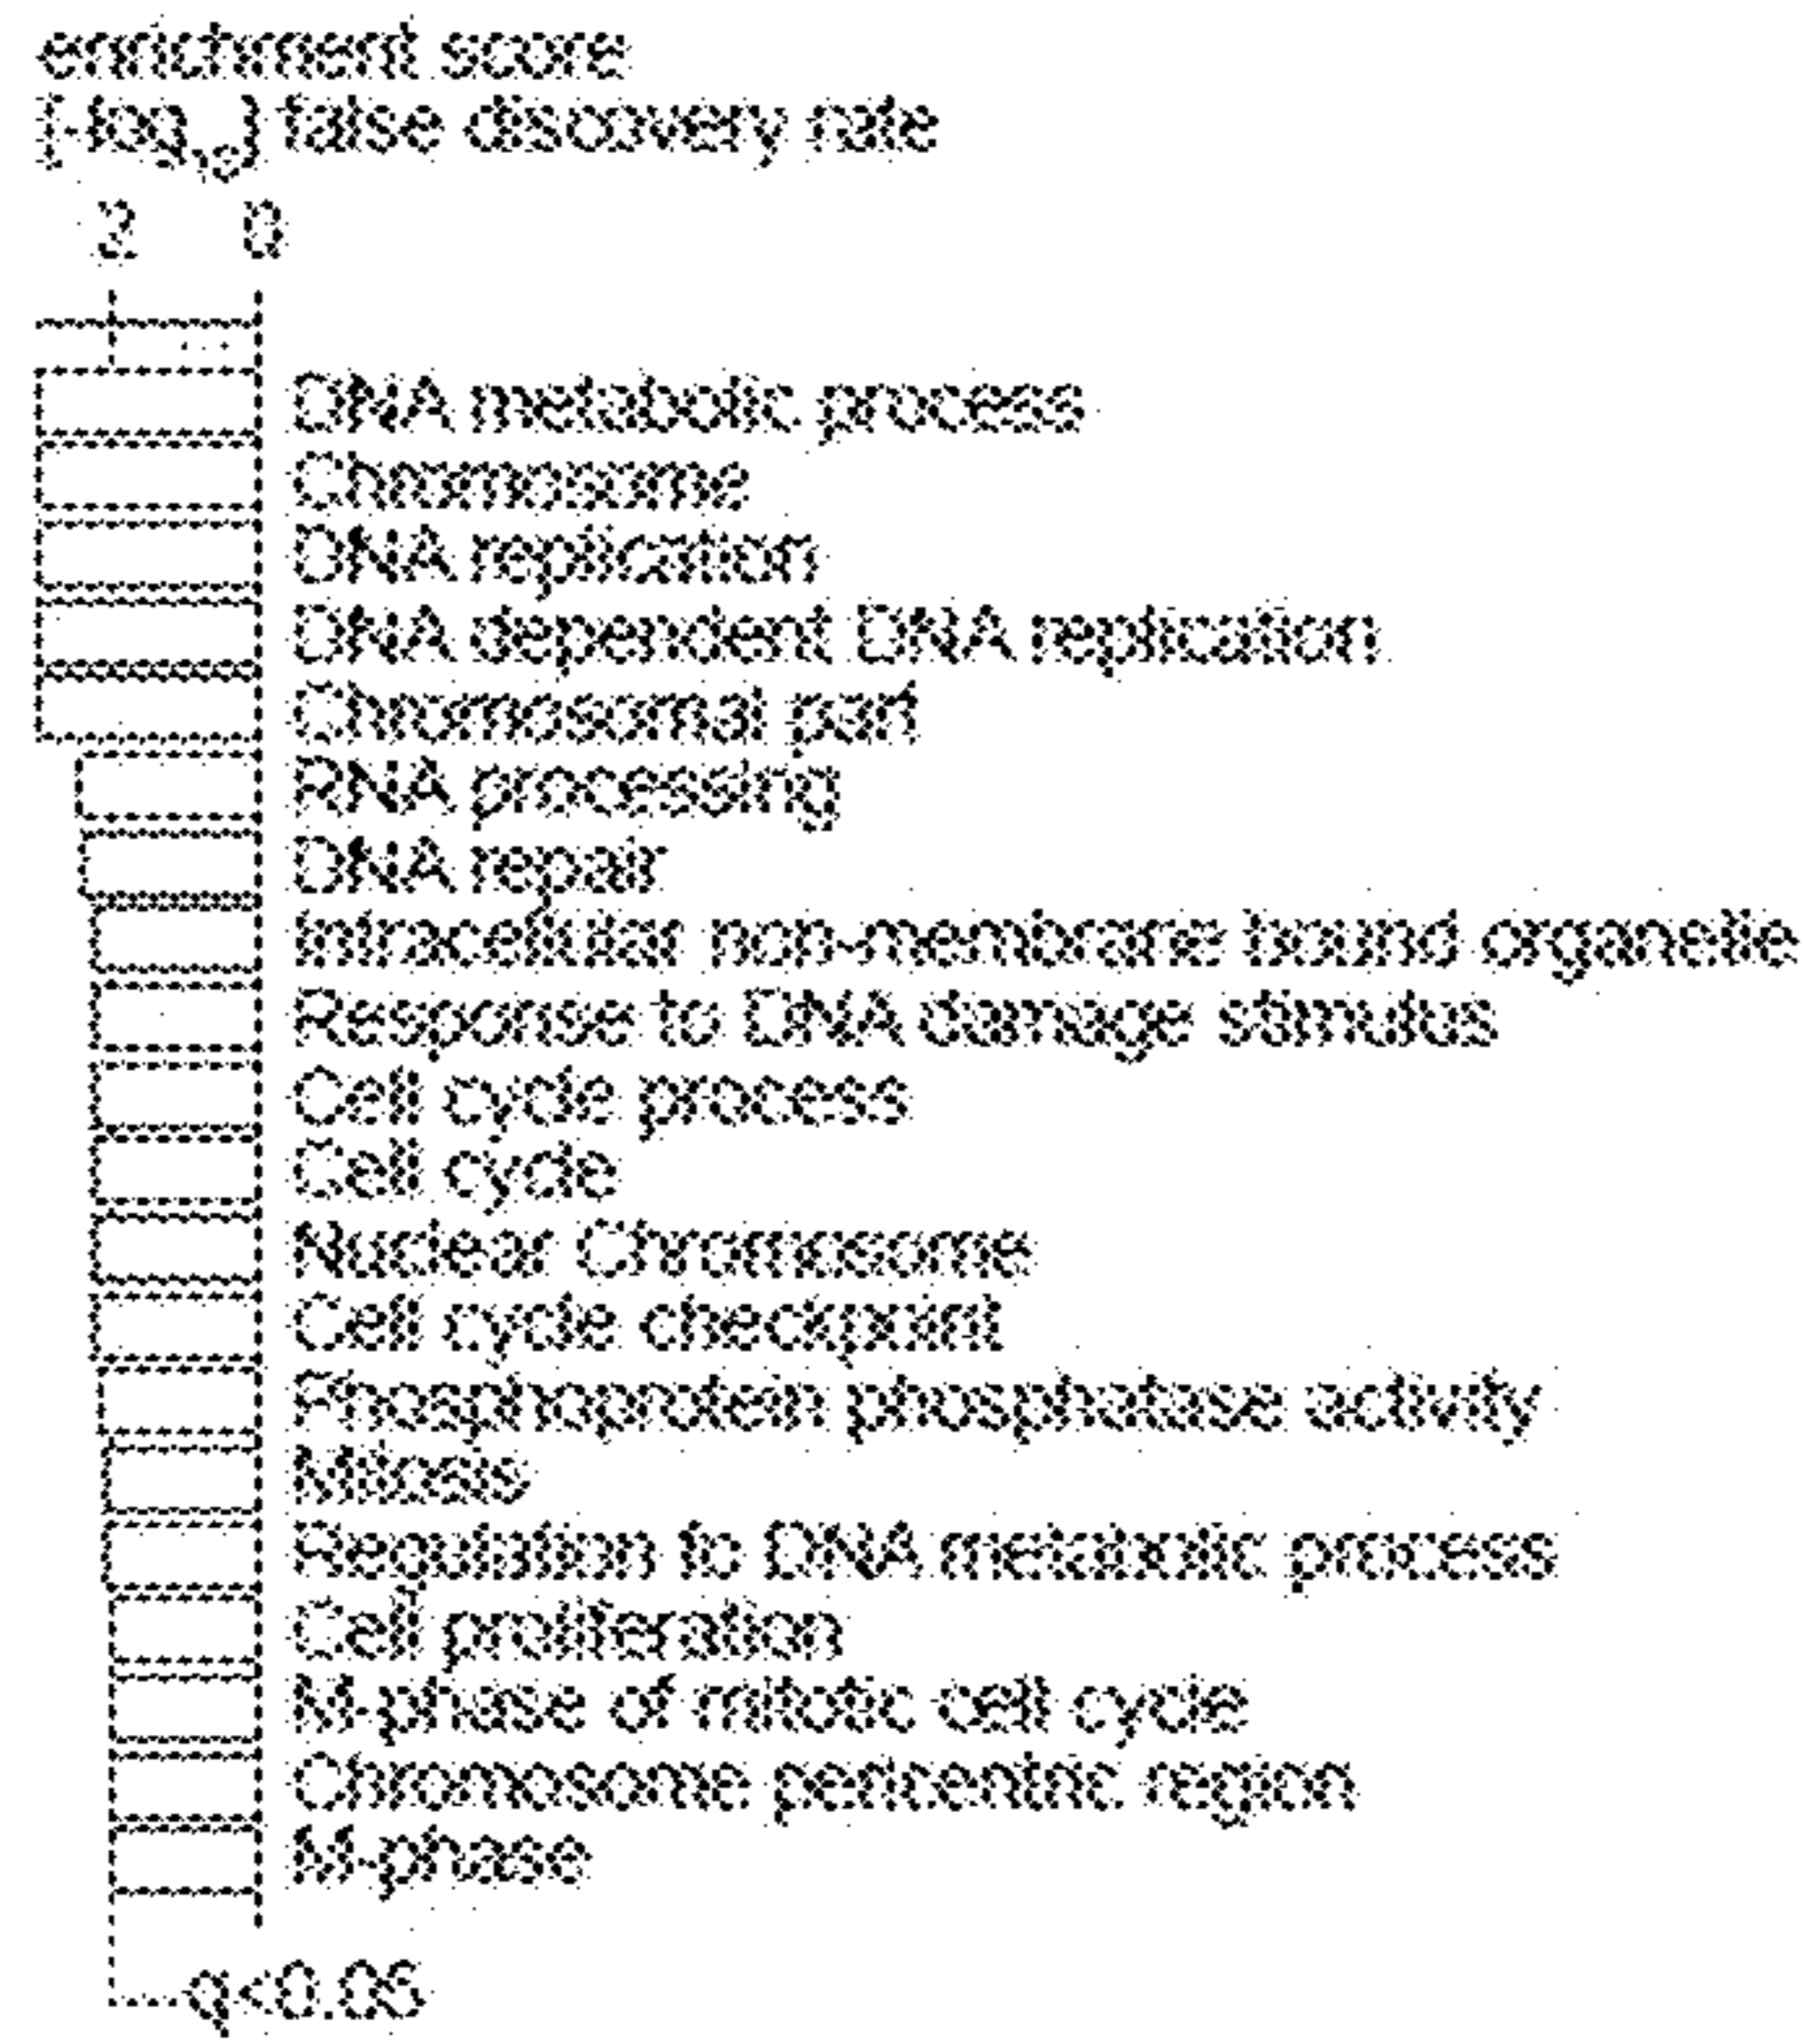 enrichment score
[-log10] false discovery rate
2 0
DNA metabolic process
Chromosome
DNA replication
DNA dependent DNA replication
Chromosomal part
RNA processing
DNA repair
Intracellular non-membrane bound organelle
Response to DNA damage stimulus
Cell cycle process
Cell cycle
Nuclear Chromosome
Cell cycle checkpoint
Phosphoprotein phosphatase activity
Mitosis
Regulation to DNA metabolic process
Cell proliferation
M-phase of mitotic cell cycle
Chromosome pericentric region
M-phase
q<0.05